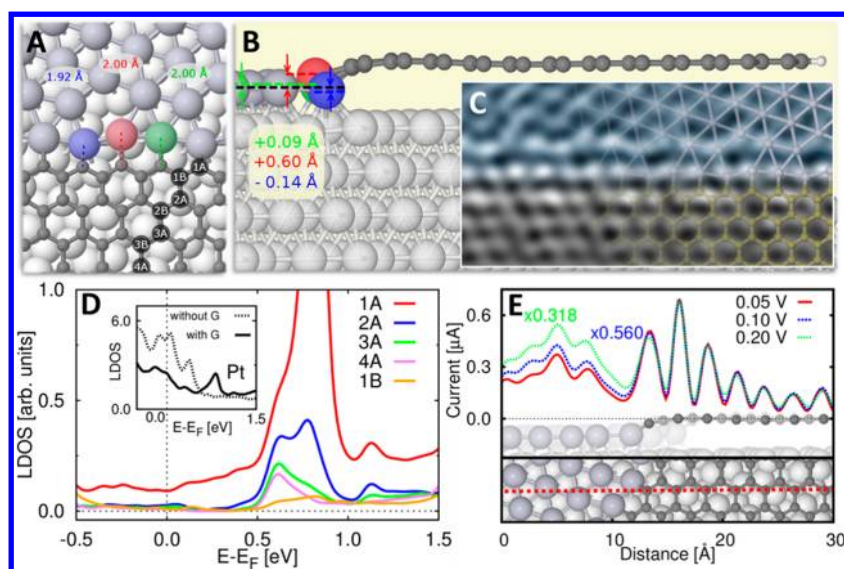 A
1.92 Å
2.00 Å
2.00 Å
1A
1B
2A
2B
3A
3B
4A
B
+0.09 Å
+0.60 Å
- 0.14 Å
C
D
1.0
0.5
0.0
LDOS [arb. units]
-0.5 0.0 0.5 1.0 1.5
E-E_F [eV]
without G
with G
Pt
6.0
0.0
LDOS
0.0 1.5
E-E_F [eV]
1A
2A
3A
4A
1B
E
0.6
0.3
0.0
Current [µA]
x0.318
x0.560
0.05 V
0.10 V
0.20 V
0 10 20 30
Distance [Å]